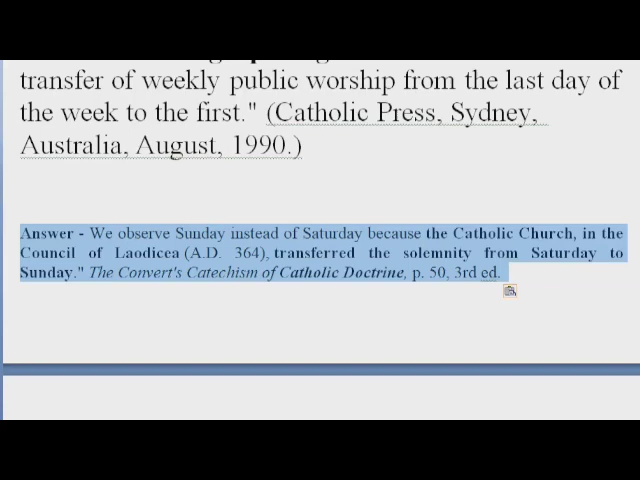 transfer of weekly public worship from the last day of
the week to the first." (Catholic Press, Sydney,
Australia, August, 1990.)
Answer - We observe Sunday instead of Saturday because the Catholic Church, in the
Council of Laodicea (A.D. 364), transferred the solemnity from Saturday to
Sunday." The Convert's Catechism of Catholic Doctrine, p. 50, 3rd ed.